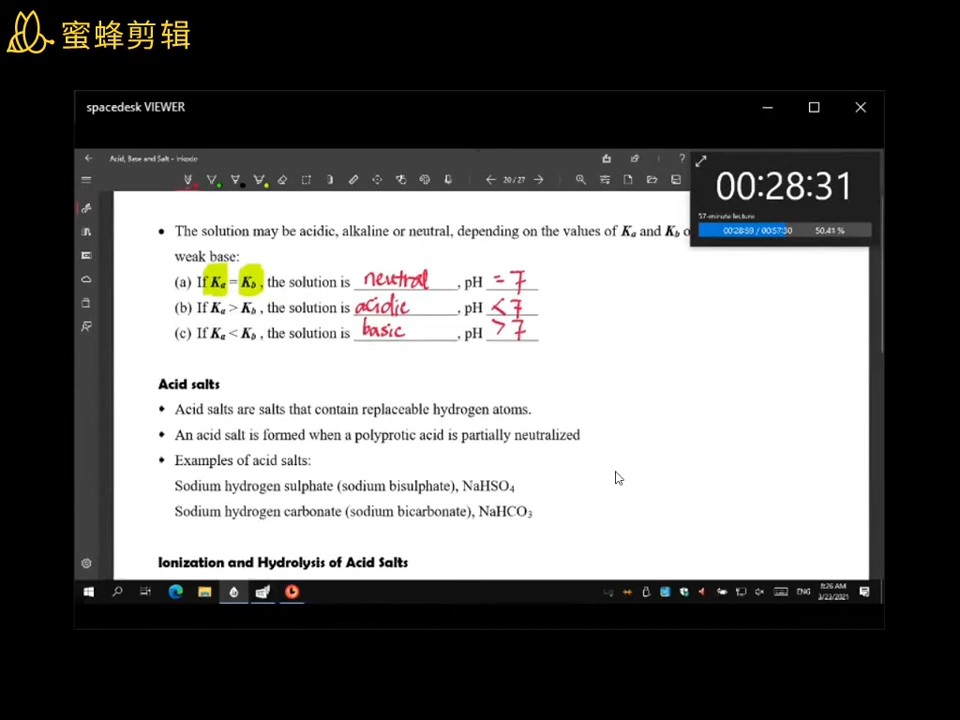 蜜蜂剪辑
spacedesk VIEWER
Acid, Base and Salt - Inkodo
00:28:31
20 / 27
57-minute lecture
00:28:59 / 00:57:30 50.41 %
• The solution may be acidic, alkaline or neutral, depending on the values of Ka and Kb o
weak base:
(a) If Ka = Kb , the solution is neutral , pH = 7
(b) If Ka > Kb , the solution is acidic , pH < 7
(c) If Ka < Kb , the solution is basic , pH > 7
Acid salts
• Acid salts are salts that contain replaceable hydrogen atoms.
• An acid salt is formed when a polyprotic acid is partially neutralized
• Examples of acid salts:
Sodium hydrogen sulphate (sodium bisulphate), NaHSO4
Sodium hydrogen carbonate (sodium bicarbonate), NaHCO3
Ionization and Hydrolysis of Acid Salts
ENG
8:26 AM
3/23/2021